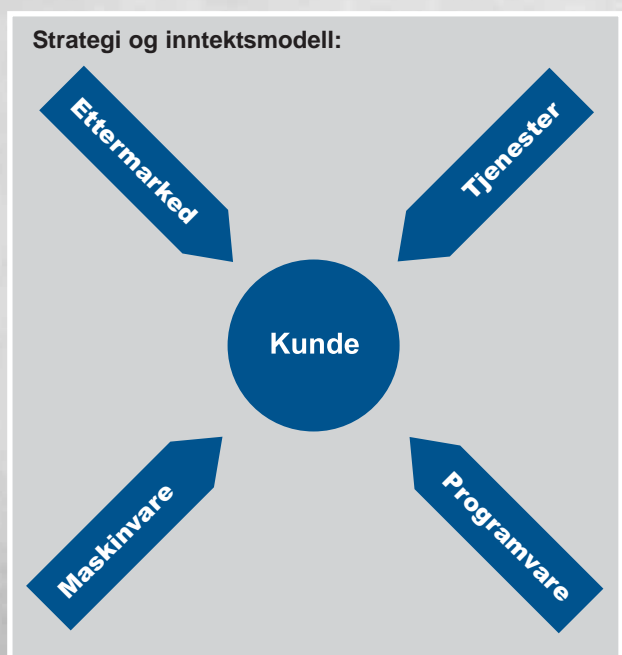 Strategi og inntektsmodell:
Ettermarked
Tjenester
Kunde
Maskinvare
Programvare